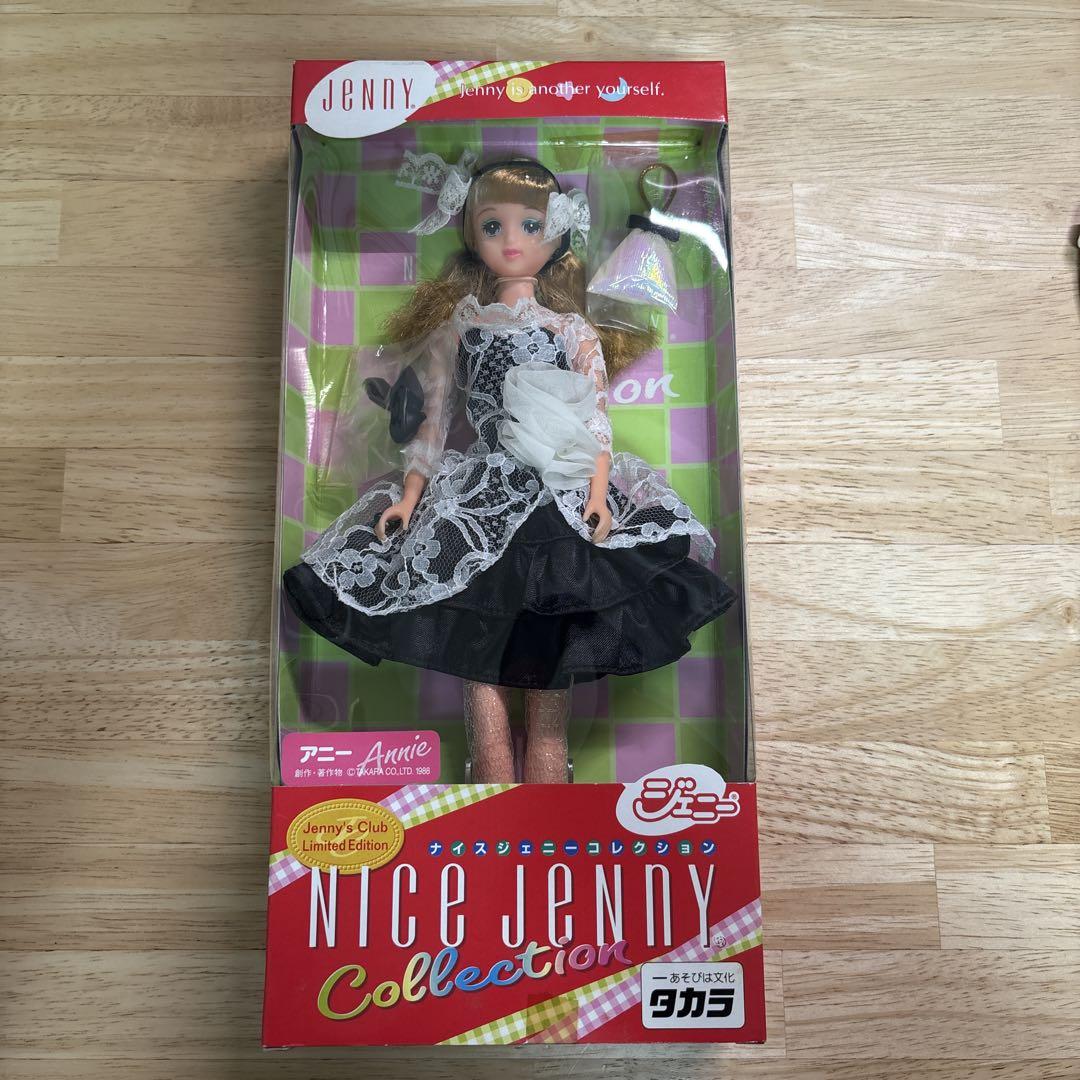 JeNNY®
Jenny is another yourself.
N
on
アニー Annie
創作・著作物 ©TAKARA CO.,LTD. 1986
Jenny's Club
Limited Edition
ジェニー®
ナイスジェニーコレクション
NICe JeNNY®
Collection
ーあそびは文化
タカラ